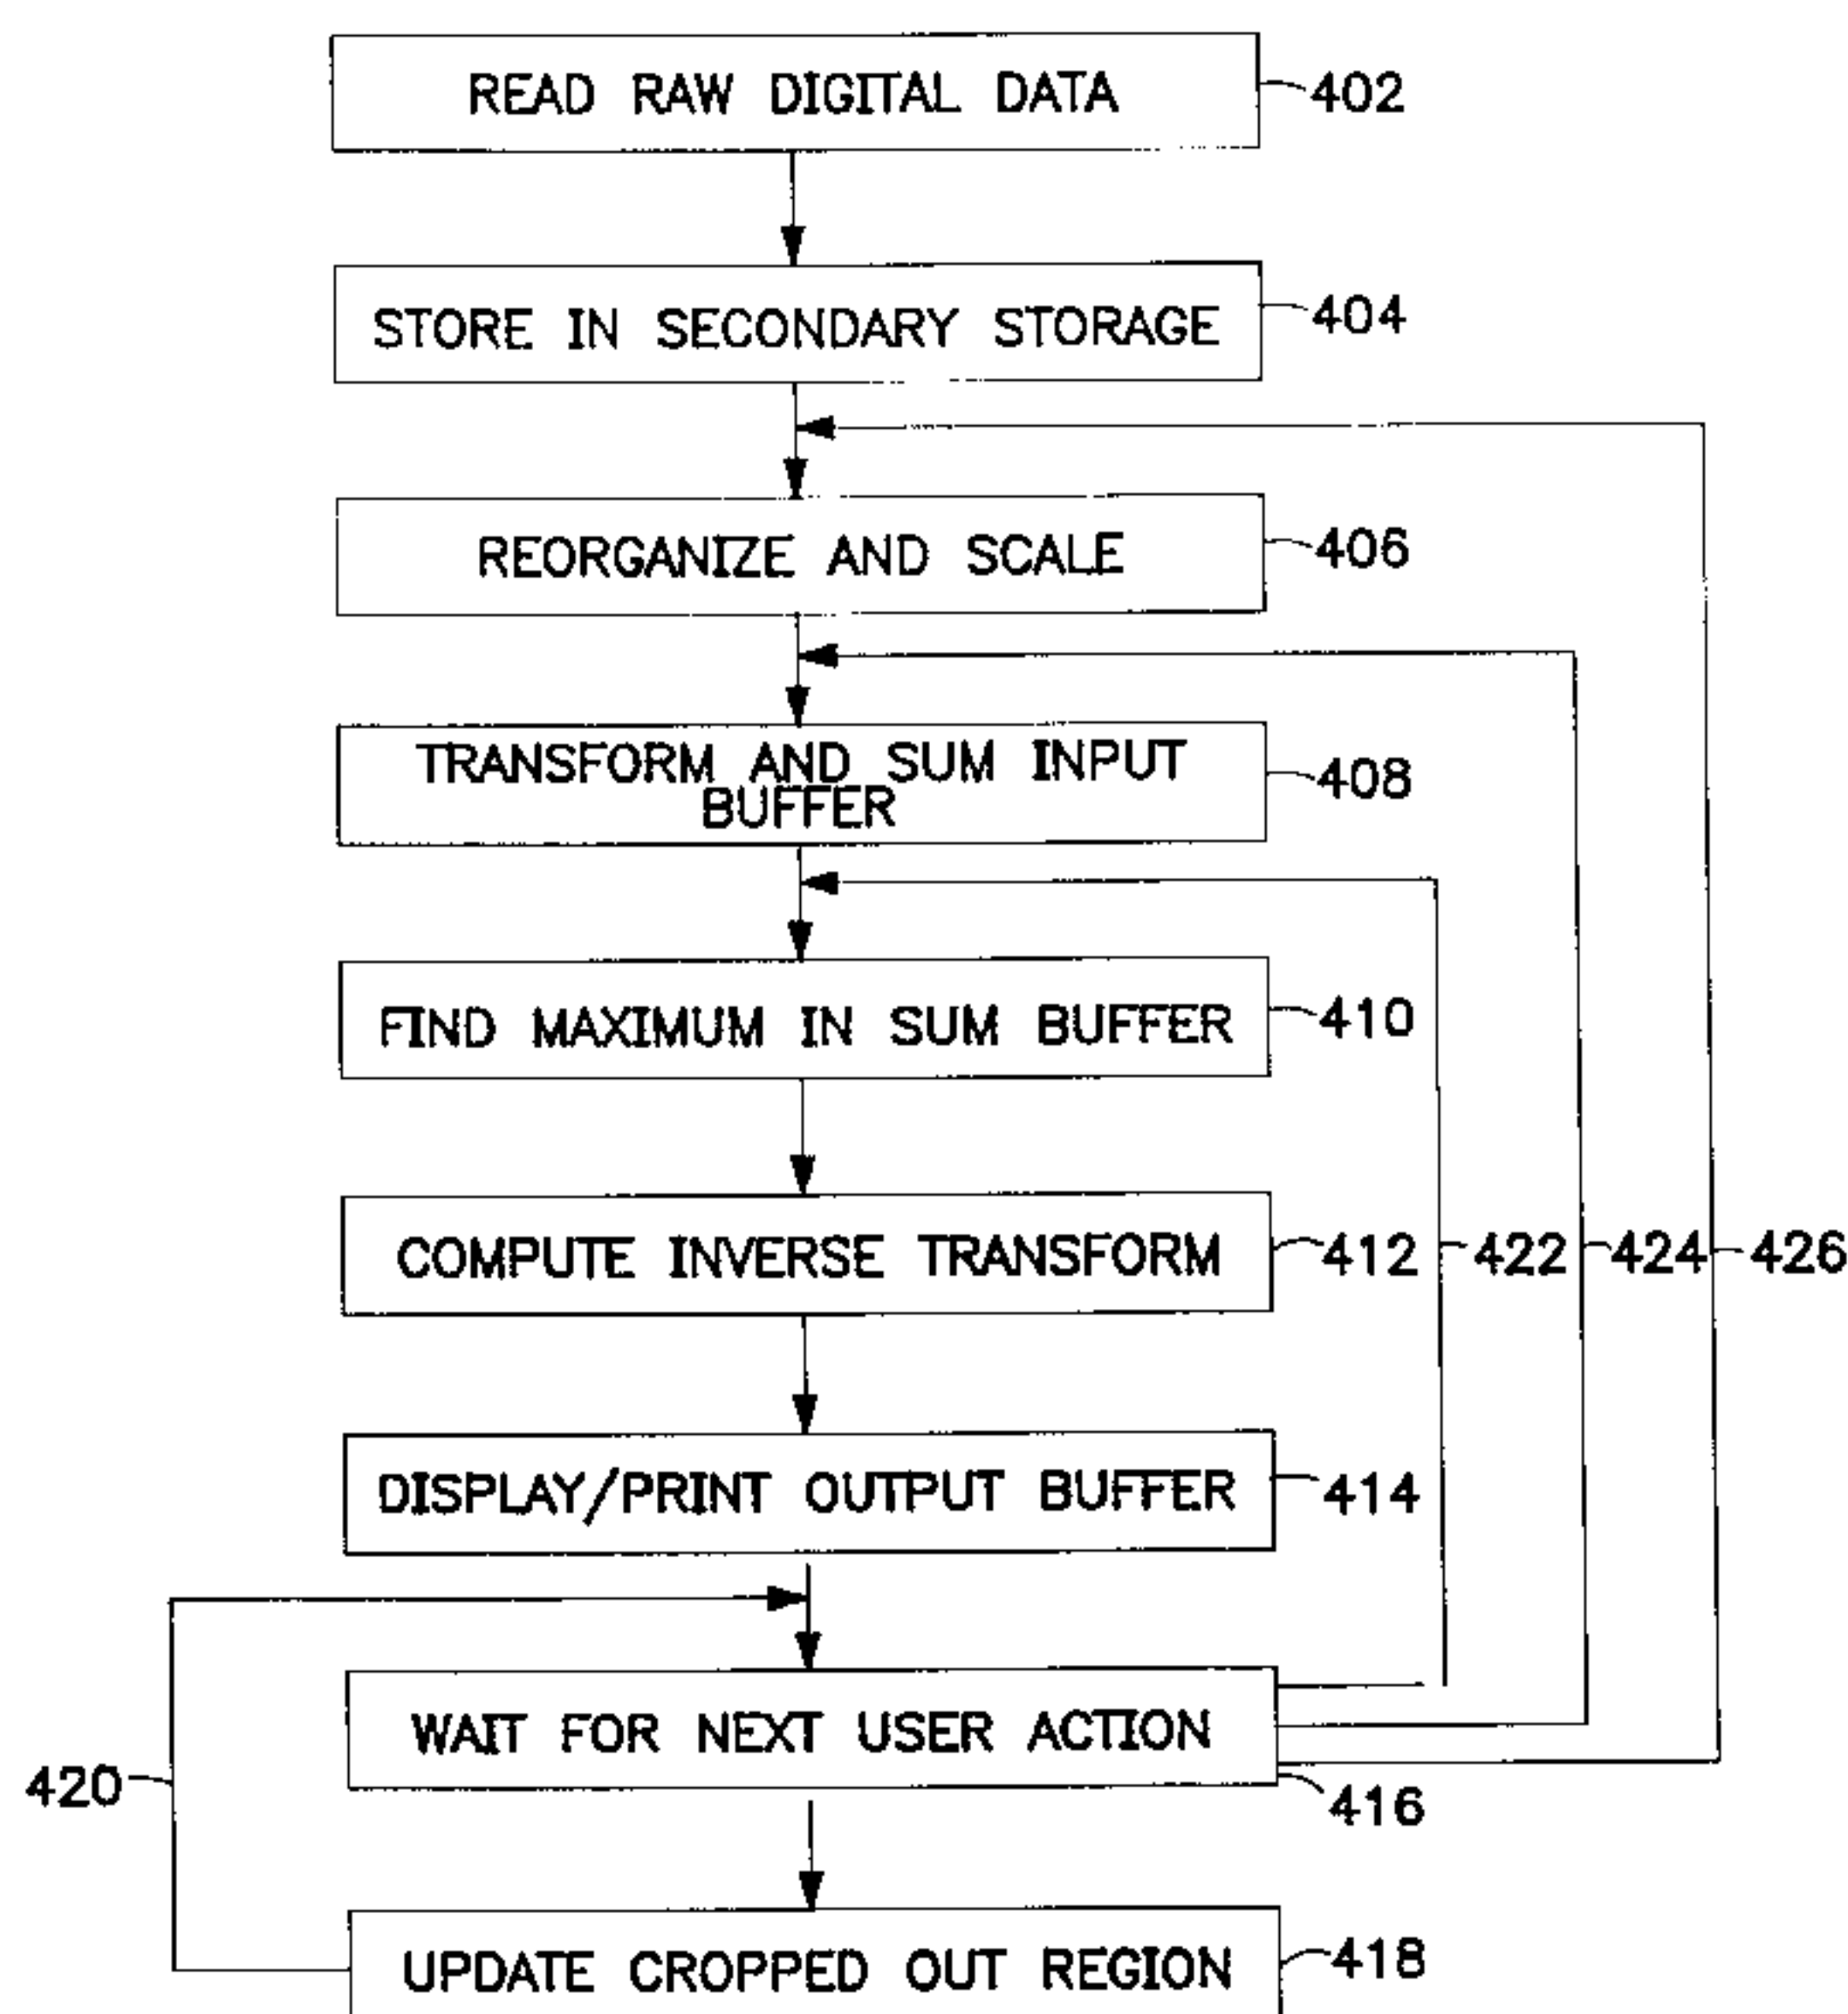 READ RAW DIGITAL DATA
402
STORE IN SECONDARY STORAGE
404
REORGANIZE AND SCALE
406
TRANSFORM AND SUM INPUT
BUFFER
408
FIND MAXIMUM IN SUM BUFFER
410
COMPUTE INVERSE TRANSFORM
412
422
424
426
DISPLAY/PRINT OUTPUT BUFFER
414
WAIT FOR NEXT USER ACTION
420
416
UPDATE CROPPED OUT REGION
418